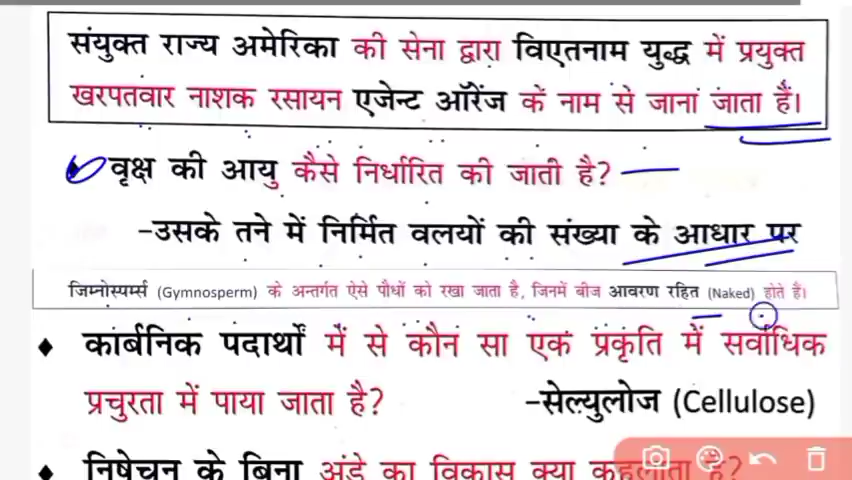 संयुक्त राज्य अमेरिका की सेना द्वारा विएतनाम युद्ध में प्रयुक्त
खरपतवार नाशक रसायन एजेन्ट ऑरेंज के नाम से जाना जाता है।
वृक्ष की आयु कैसे निर्धारित की जाती है?
-उसके तने में निर्मित वलयों की संख्या के आधार पर
जिम्नोस्पर्म्स (Gymnosperm) के अन्तर्गत ऐसे पौधों को रखा जाता है, जिनमें बीज आवरण रहित (Naked) होते है।
♦ कार्बनिक पदार्थों में से कौन सा एक प्रकृति में सर्वाधिक
प्रचुरता में पाया जाता है? -सेल्युलोज (Cellulose)
♦ निषेचन के बिना अंडे का विकास क्या कहलाता है?